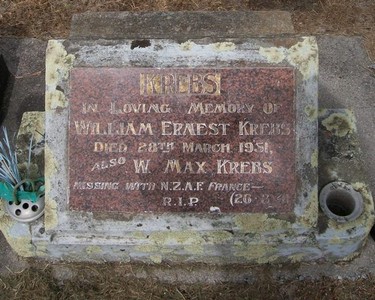 KREBS
IN LOVING MEMORY OF
WILLIAM ERNEST KREBS
DIED 28TH MARCH 1951,
ALSO W. MAX KREBS
MISSING WITH N.Z.A.F. FRANCE—
R.I.P.